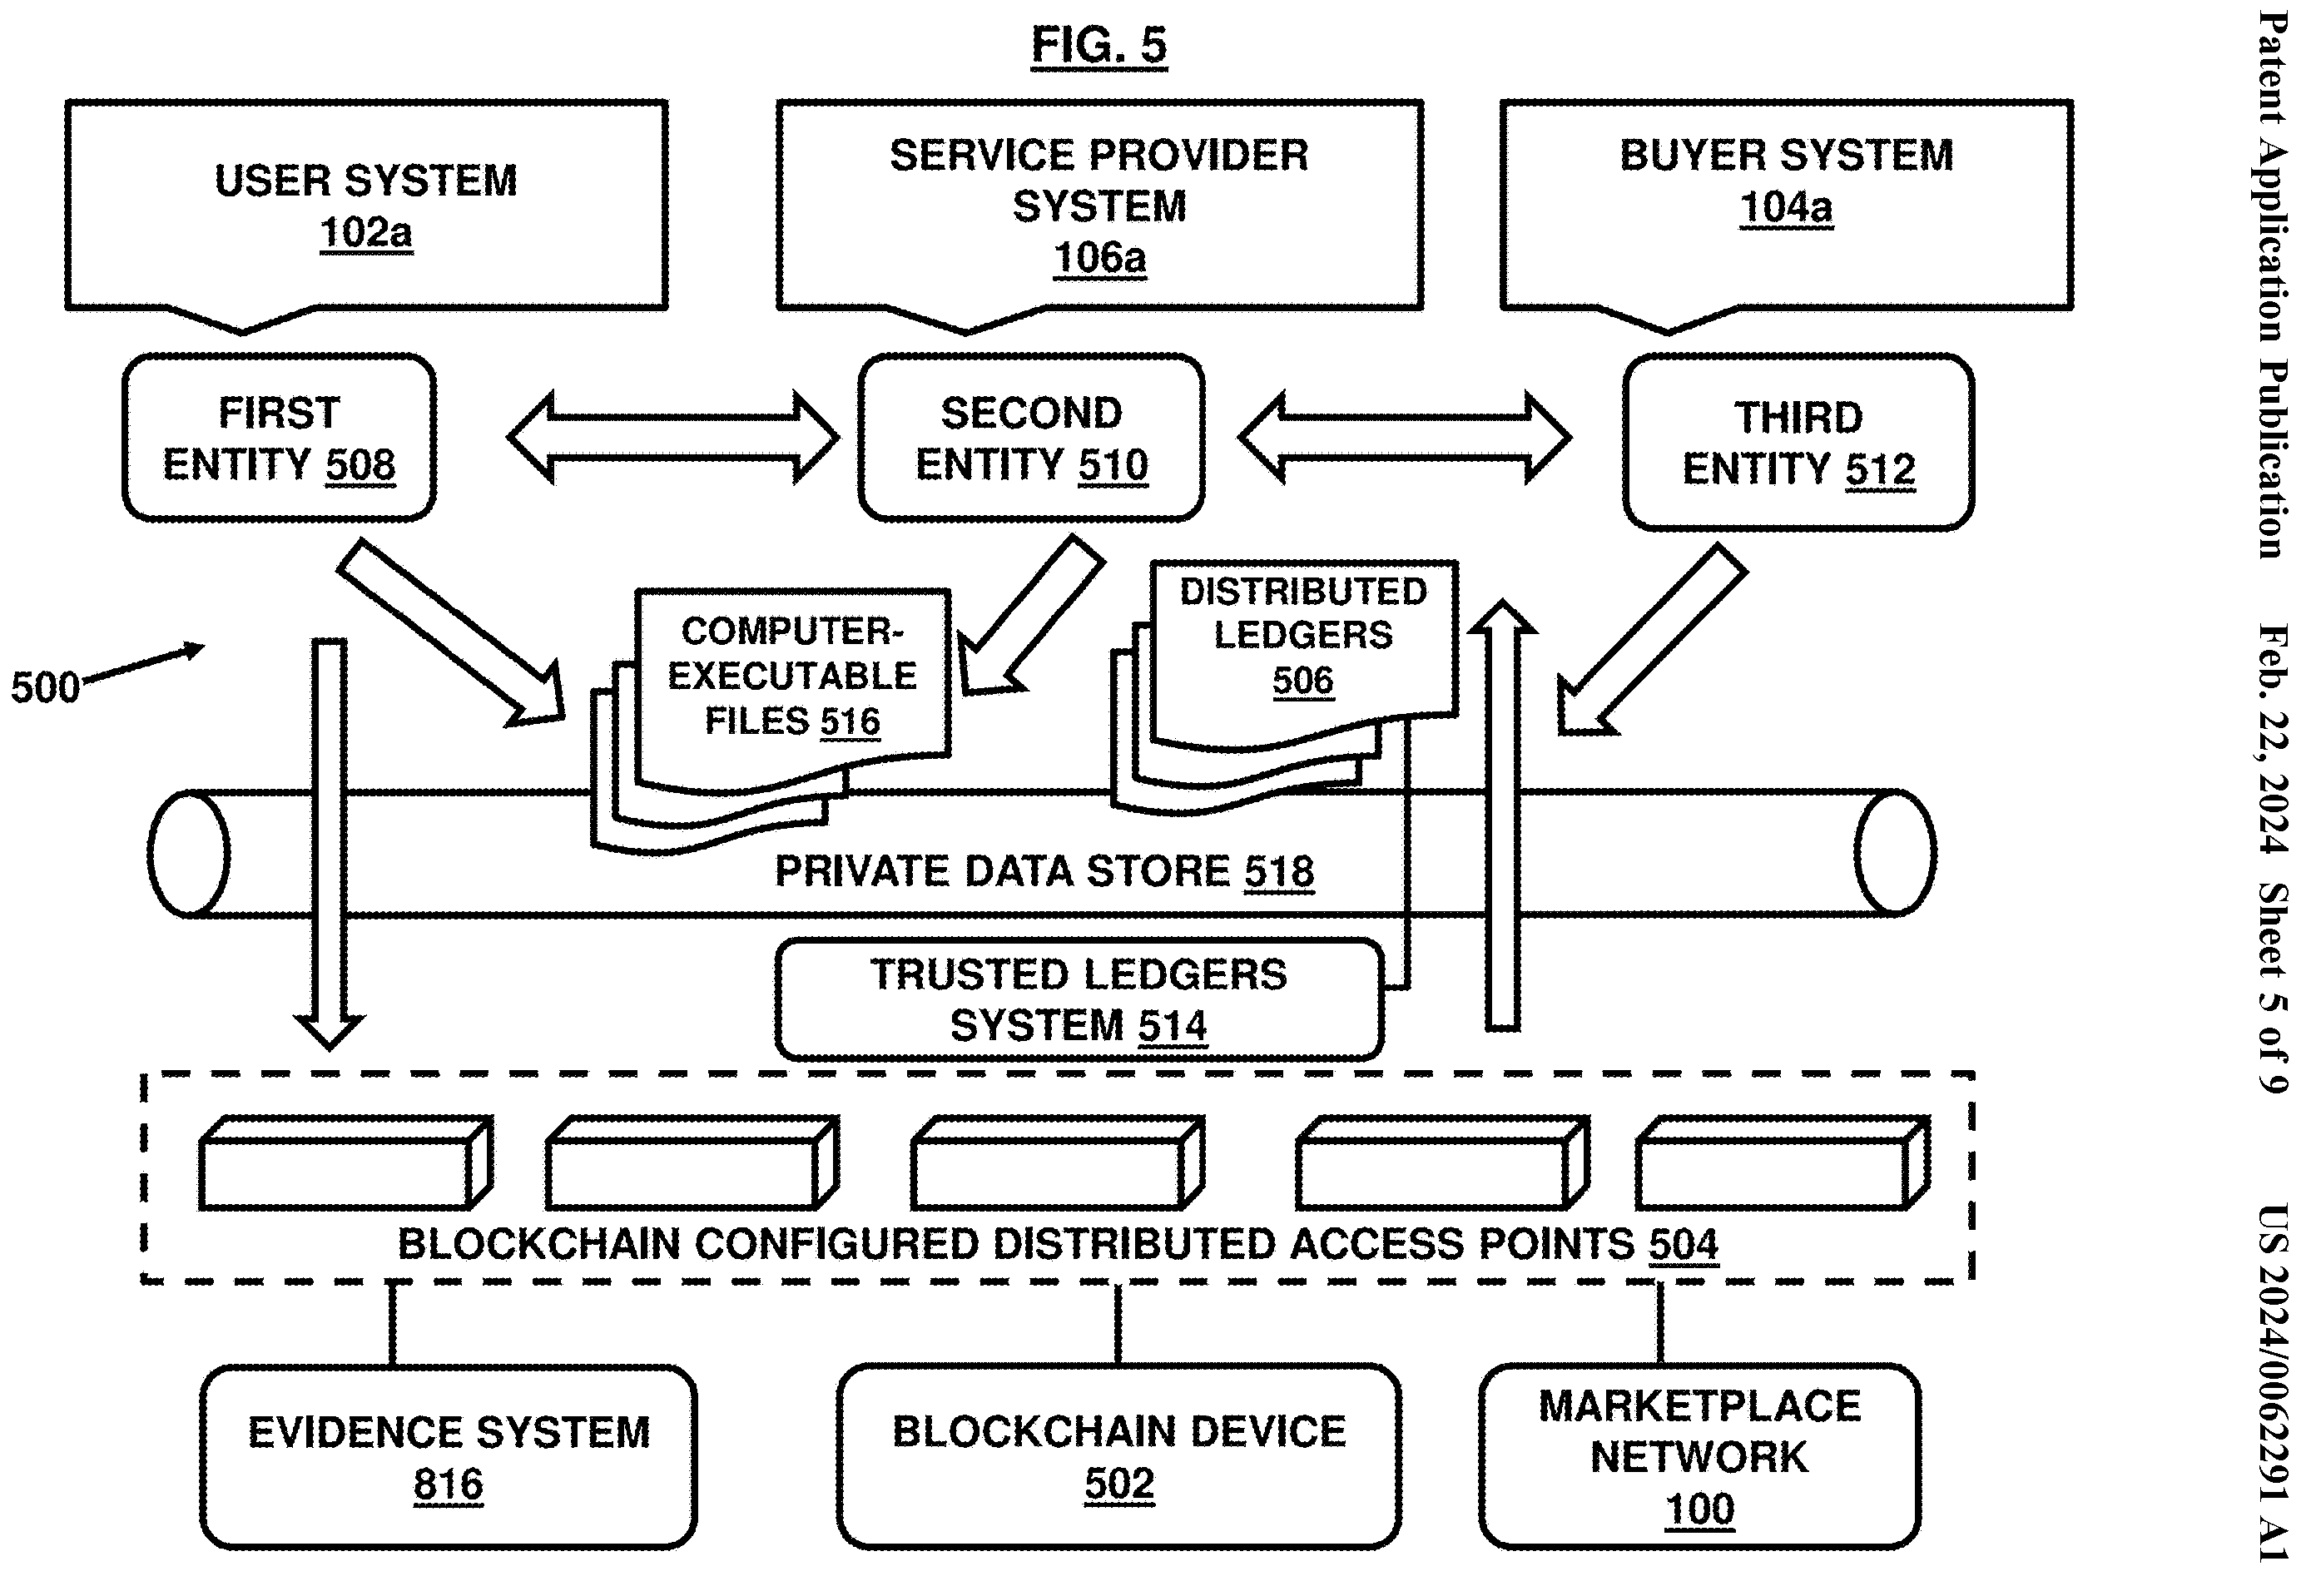 FIG. 5
USER SYSTEM
102a
SERVICE PROVIDER
SYSTEM
106a
BUYER SYSTEM
104a
FIRST
ENTITY 508
SECOND
ENTITY 510
THIRD
ENTITY 512
500
COMPUTER-
EXECUTABLE
FILES 516
DISTRIBUTED
LEDGERS
506
PRIVATE DATA STORE 518
TRUSTED LEDGERS
SYSTEM 514
BLOCKCHAIN CONFIGURED DISTRIBUTED ACCESS POINTS 504
EVIDENCE SYSTEM
816
BLOCKCHAIN DEVICE
502
MARKETPLACE
NETWORK
100
Patent Application Publication Feb. 22, 2024 Sheet 5 of 9 US 2024/0062291 A1